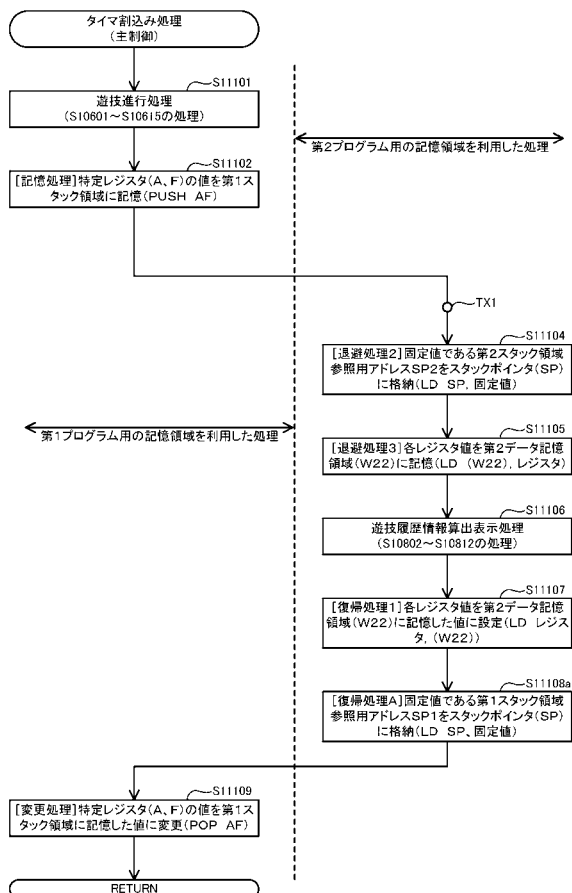 タイマ割込み処理
(主制御)
S11101
遊技進行処理
(S10601～S10615の処理)
第2プログラム用の記憶領域を利用した処理
S11102
[記憶処理]特定レジスタ(A、F)の値を第1ス
タック領域に記憶(PUSH AF)
TX1
S11104
[退避処理2]固定値である第2スタック領域
参照用アドレスSP2をスタックポインタ(SP)
に格納(LD SP, 固定値)
第1プログラム用の記憶領域を利用した処理
S11105
[退避処理3]各レジスタ値を第2データ記憶
領域(W22)に記憶(LD (W22), レジスタ)
S11106
遊技履歴情報算出表示処理
(S10802～S10812の処理)
S11107
[復帰処理1]各レジスタ値を第2データ記憶
領域(W22)に記憶した値に設定(LD レジス
タ, (W22))
S11108a
[復帰処理A]固定値である第1スタック領域
参照用アドレスSP1をスタックポインタ(SP)
に格納(LD SP、固定値)
S11109
[変更処理]特定レジスタ(A、F)の値を第1ス
タック領域に記憶した値に変更(POP AF)
RETURN